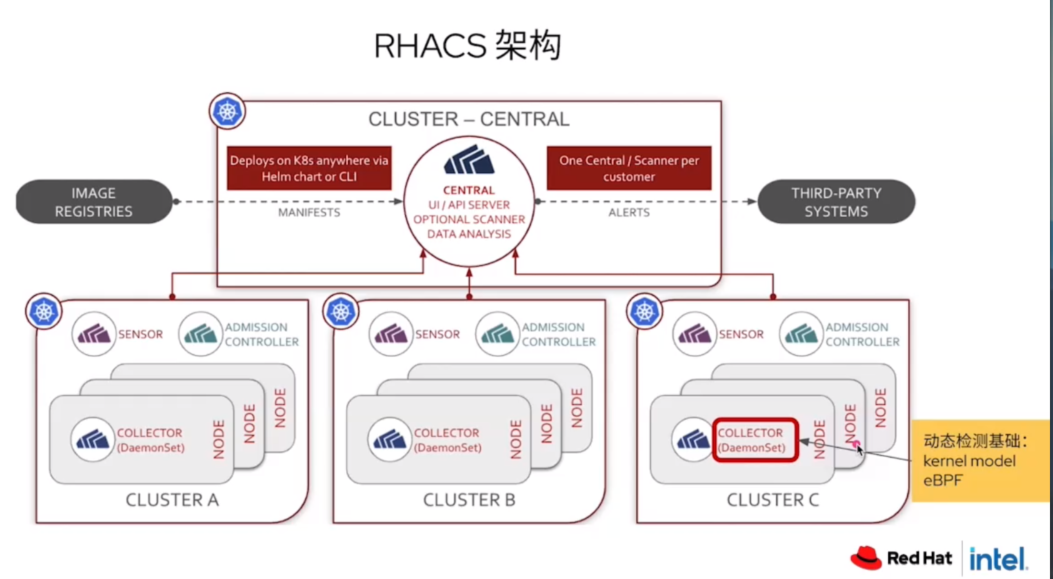 RHACS 架构
CLUSTER – CENTRAL
Deploys on K8s anywhere via
Helm chart or CLI
One Central / Scanner per
customer
IMAGE
REGISTRIES
MANIFESTS
CENTRAL
UI / API SERVER
OPTIONAL SCANNER
DATA ANALYSIS
ALERTS
THIRD-PARTY
SYSTEMS
SENSOR
ADMISSION
CONTROLLER
COLLECTOR
(DaemonSet)
NODE
NODE
NODE
CLUSTER A
SENSOR
ADMISSION
CONTROLLER
COLLECTOR
(DaemonSet)
NODE
NODE
NODE
CLUSTER B
SENSOR
ADMISSION
CONTROLLER
COLLECTOR
(DaemonSet)
NODE
NODE
NODE
CLUSTER C
动态检测基础：
kernel model
eBPF
Red Hat
intel.